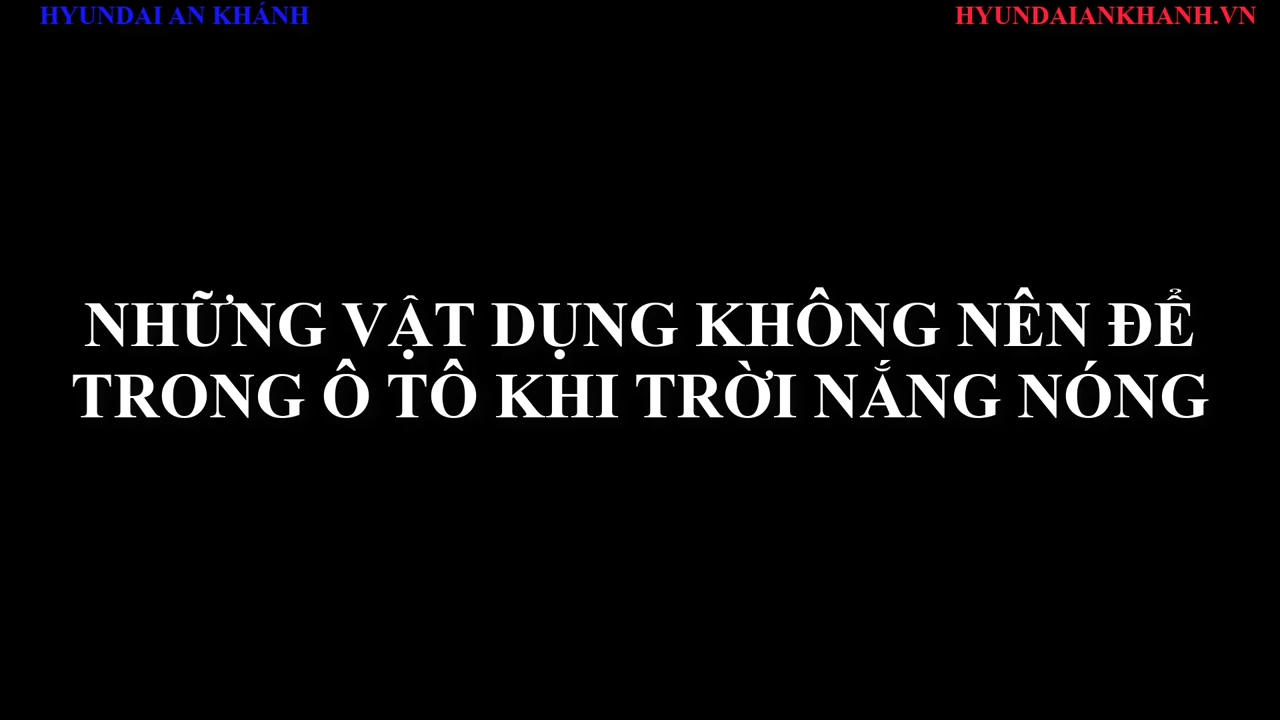 HYUNDAI AN KHÁNH
HYUNDAIANKHANH.VN
NHỮNG VẬT DỤNG KHÔNG NÊN ĐỂ
TRONG Ô TÔ KHI TRỜI NẮNG NÓNG